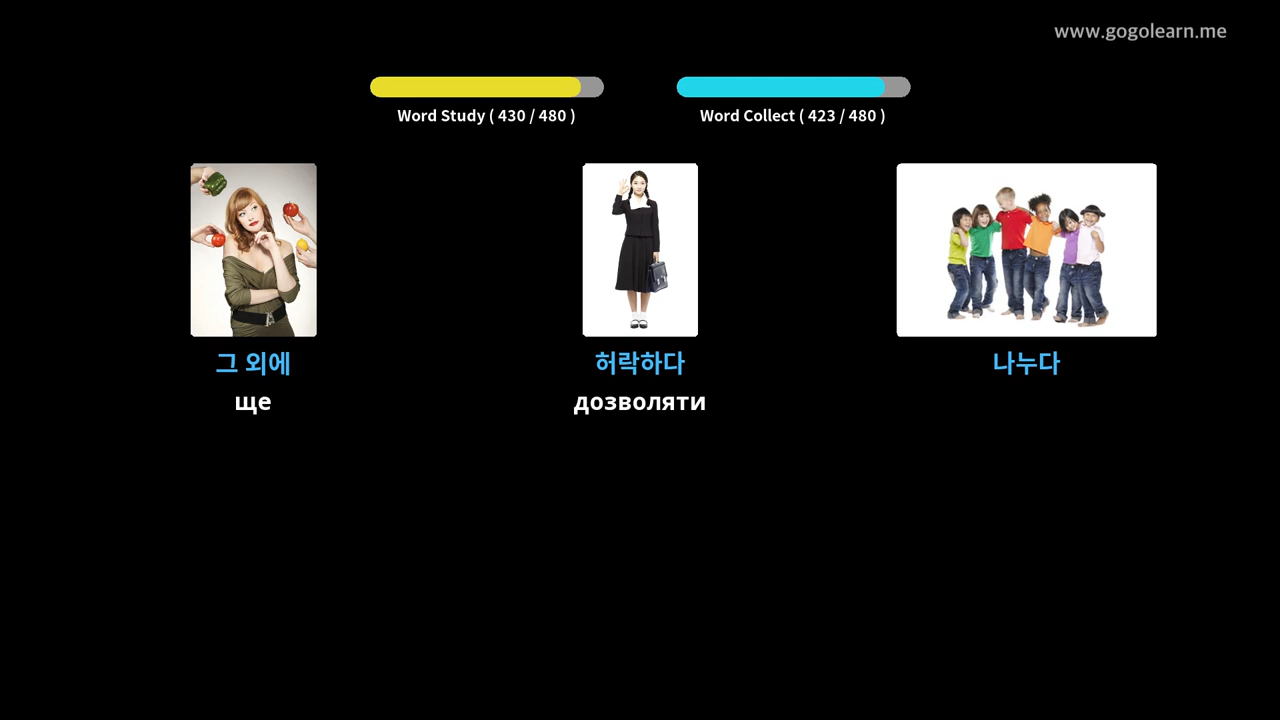 www.gogolearn.me
Word Study ( 430 / 480 )
Word Collect ( 423 / 480 )
그 외에
허락하다
나누다
ще
дозволяти